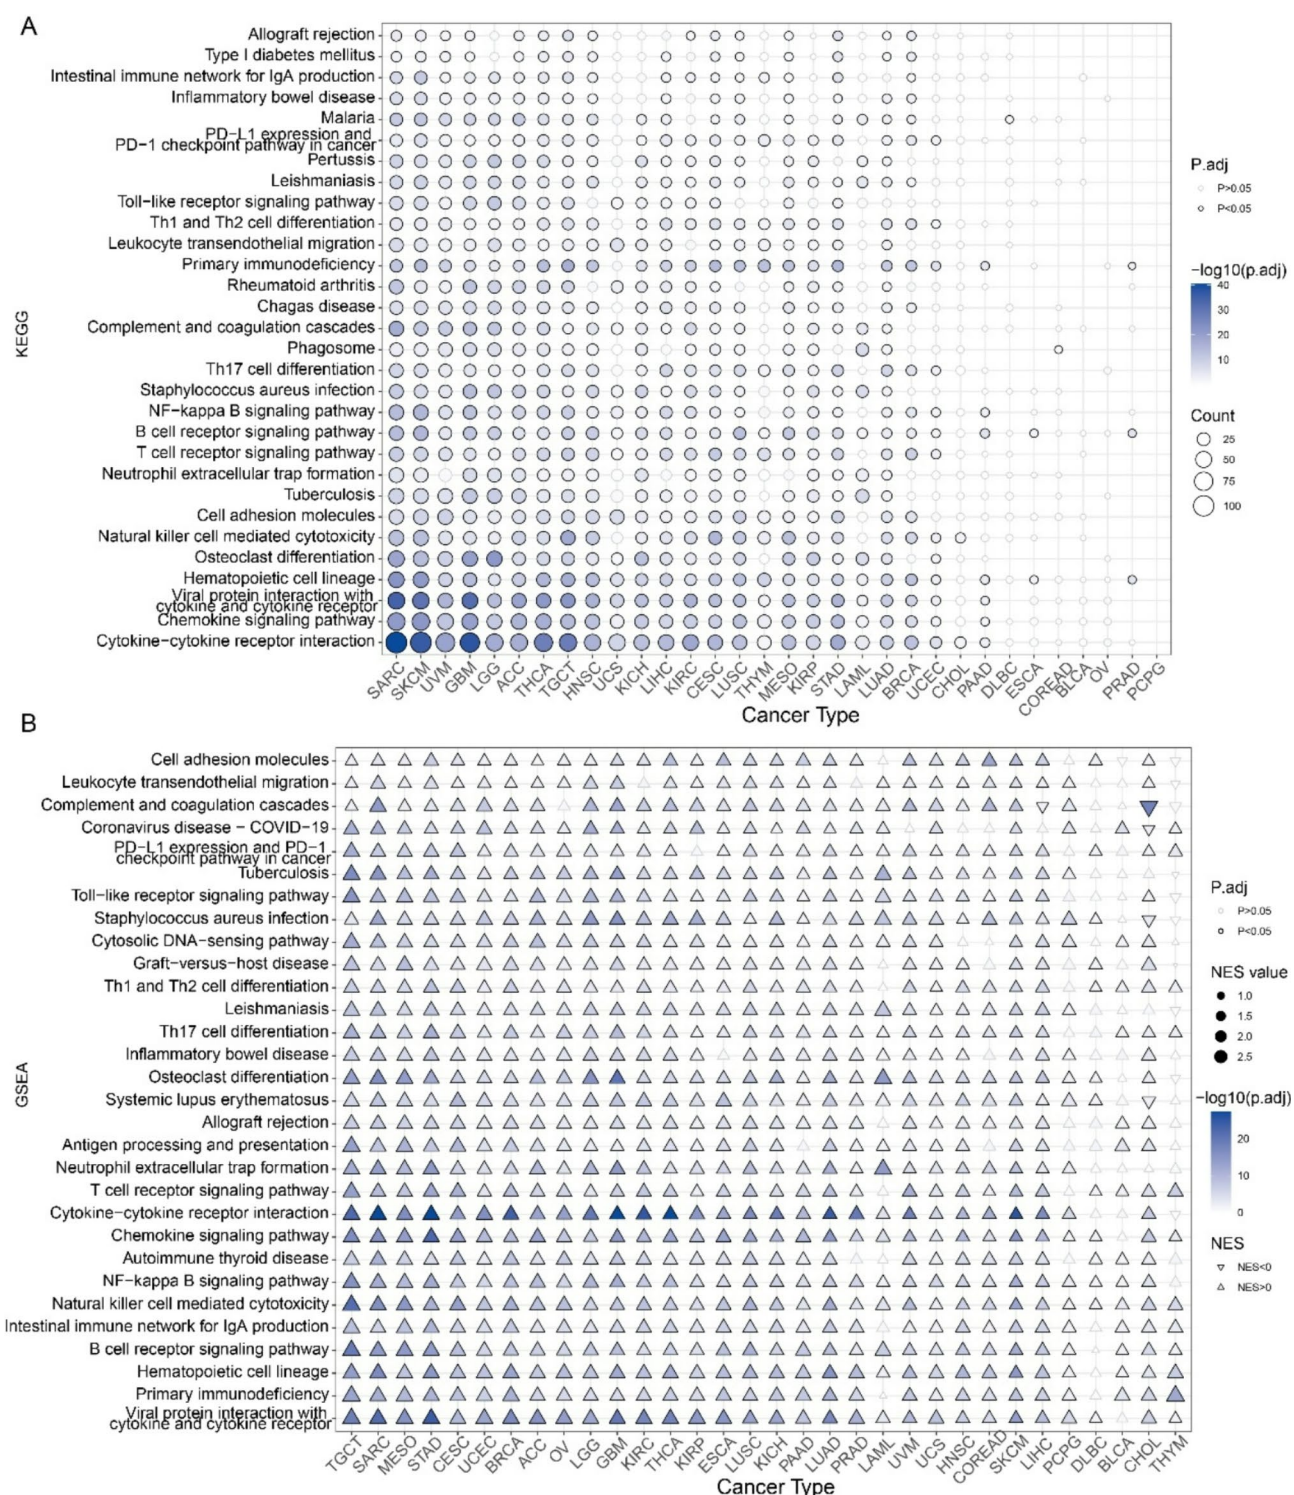 A
Allograft rejection
Type I diabetes mellitus
Intestinal immune network for IgA production
Inflammatory bowel disease
Malaria
PD−L1 expression and
PD−1 checkpoint pathway in cancer
Pertussis
Leishmaniasis
Toll−like receptor signaling pathway
Th1 and Th2 cell differentiation
Leukocyte transendothelial migration
Primary immunodeficiency
Rheumatoid arthritis
Chagas disease
Complement and coagulation cascades
Phagosome
Th17 cell differentiation
Staphylococcus aureus infection
NF−kappa B signaling pathway
B cell receptor signaling pathway
T cell receptor signaling pathway
Neutrophil extracellular trap formation
Tuberculosis
Cell adhesion molecules
Natural killer cell mediated cytotoxicity
Osteoclast differentiation
Hematopoietic cell lineage
Viral protein interaction with
cytokine and cytokine receptor
Chemokine signaling pathway
Cytokine−cytokine receptor interaction
KEGG
SARC SKCM UVM GBM LGG ACC THCA TGCT HNSC UCS KICH LIHC KIRC CESC LUSC THYM MESO KIRP STAD LAML LUAD BRCA UCEC CHOL PAAD DLBC ESCA COREAD BLCA OV PRAD PCPG
Cancer Type
P.adj
P>0.05
P<0.05
−log10(p.adj)
40
30
20
10
Count
25
50
75
100
B
Cell adhesion molecules
Leukocyte transendothelial migration
Complement and coagulation cascades
Coronavirus disease − COVID−19
PD−L1 expression and PD−1
checkpoint pathway in cancer
Tuberculosis
Toll−like receptor signaling pathway
Staphylococcus aureus infection
Cytosolic DNA−sensing pathway
Graft−versus−host disease
Th1 and Th2 cell differentiation
Leishmaniasis
Th17 cell differentiation
Inflammatory bowel disease
Osteoclast differentiation
Systemic lupus erythematosus
Allograft rejection
Antigen processing and presentation
Neutrophil extracellular trap formation
T cell receptor signaling pathway
Cytokine−cytokine receptor interaction
Chemokine signaling pathway
Autoimmune thyroid disease
NF−kappa B signaling pathway
Natural killer cell mediated cytotoxicity
Intestinal immune network for IgA production
B cell receptor signaling pathway
Hematopoietic cell lineage
Primary immunodeficiency
Viral protein interaction with
cytokine and cytokine receptor
GSEA
TGCT SARC MESO STAD CESC UCEC BRCA ACC OV LGG GBM KIRC THCA KIRP ESCA LUSC KICH PAAD LUAD PRAD LAML UVM UCS HNSC COREAD SKCM LIHC PCPG DLBC BLCA CHOL THYM
Cancer Type
P.adj
P>0.05
P<0.05
NES value
1.0
1.5
2.0
2.5
−log10(p.adj)
20
10
0
NES
NES<0
NES>0